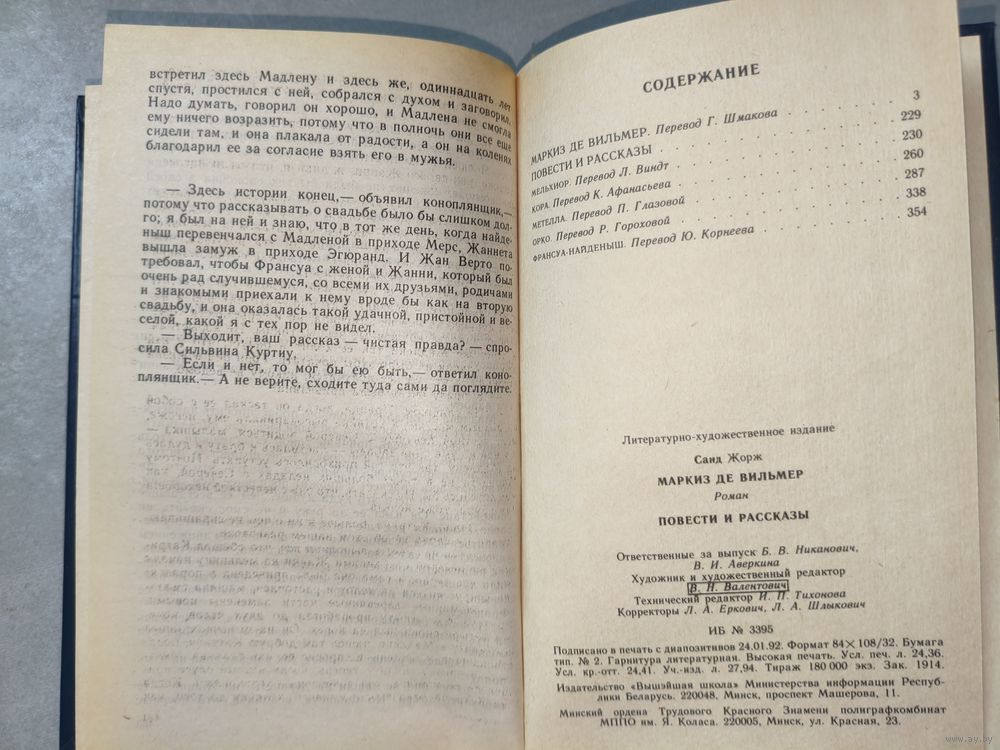 встретил здесь Мадлену и здесь же, одиннадцать лет
спустя, простился с ней, собрался с духом и заговорил.
Надо думать, говорил он хорошо, и Мадлена не смогла
ему ничего возразить, потому что в полночь они все еще
сидели там, и она плакала от радости, а он на коленях
благодарил ее за согласие взять его в мужья.
— Здесь истории конец,— объявил коноплянщик,—
потому что рассказывать о свадьбе было бы слишком дол-
го; я был на ней и знаю, что в тот же день, когда найде-
ныш перевенчался с Мадленой в приходе Мерс, Жаннета
вышла замуж в приходе Эгюранд. И Жан Верто по-
требовал, чтобы Франсуа с женой и Жанни, который был
очень рад случившемуся, со всеми их друзьями, родичами
и знакомыми приехали к нему вроде бы как на вторую
свадьбу, и она оказалась такой удачной, пристойной и ве-
селой, какой я с тех пор не видел.
— Выходит, ваш рассказ — чистая правда? — спро-
сила Сильвина Куртиу.
— Если и нет, то мог бы ею быть,— ответил коно-
плянщик.— А не верите, сходите туда сами да поглядите.
СОДЕРЖАНИЕ
МАРКИЗ ДЕ ВИЛЬМЕР. Перевод Г. Шмакова . . . 3
ПОВЕСТИ И РАССКАЗЫ . . . 229
МЕЛЬХИОР. Перевод Л. Виндт . . . 230
КОРА. Перевод К. Афанасьева . . . 260
МЕТЕЛЛА. Перевод П. Глазовой . . . 287
ОРКО. Перевод Р. Гороховой . . . 338
ФРАНСУА-НАЙДЕНЫШ. Перевод Ю. Корнеева . . . 354
Литературно-художественное издание
Санд Жорж
МАРКИЗ ДЕ ВИЛЬМЕР
Роман
ПОВЕСТИ И РАССКАЗЫ
Ответственные за выпуск Б. В. Никанович,
В. И. Аверкина
Художник и художественный редактор
В. Н. Валентович
Технический редактор И. П. Тихонова
Корректоры Л. А. Еркович, Л. А. Шлыкович
ИБ № 3395
Подписано в печать с диапозитивов 24.01.92. Формат 84×108/32. Бумага
тип. № 2. Гарнитура литературная. Высокая печать. Усл. печ. л. 24,36.
Усл. кр.-отт. 24,41. Уч.-изд. л. 27,94. Тираж 180 000 экз. Зак. 1914.
Издательство «Вышэйшая школа» Министерства информации Респуб-
лики Беларусь. 220048, Минск, проспект Машерова, 11.
Минский ордена Трудового Красного Знамени полиграфкомбинат
МППО им. Я. Коласа. 220005, Минск, ул. Красная, 23.
www.ay.by